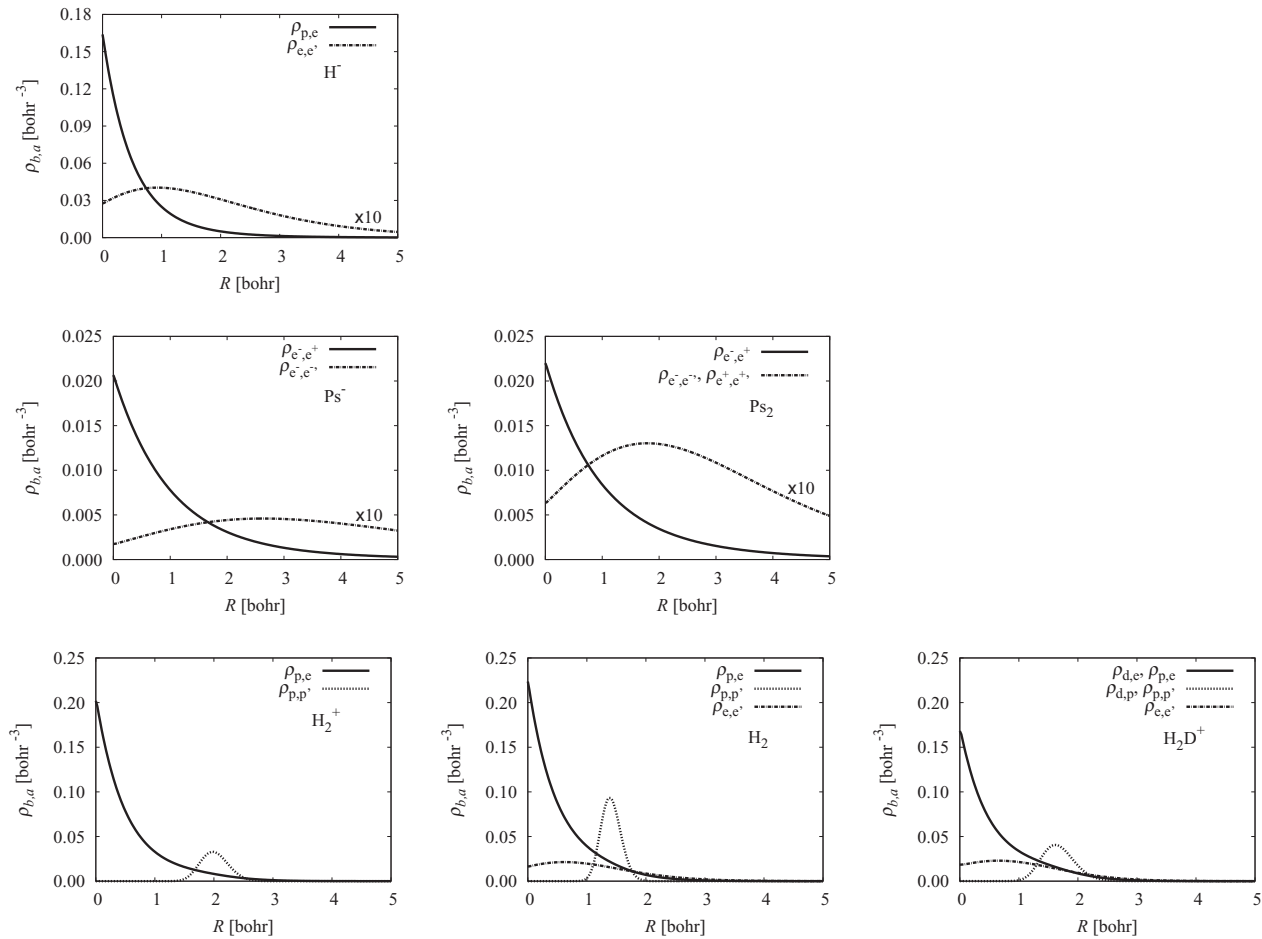 0.18
0.15
0.12
0.09
0.06
0.03
0.00
ρb,a [bohr -3]
ρp,e
ρe,e’
H-
x10
0 1 2 3 4 5
R [bohr]
0.025
0.020
0.015
0.010
0.005
0.000
ρb,a [bohr -3]
ρe-,e+
ρe-,e-’
Ps-
x10
0 1 2 3 4 5
R [bohr]
0.025
0.020
0.015
0.010
0.005
0.000
ρb,a [bohr -3]
ρe-,e+
ρe-,e-’, ρe+,e+’
Ps2
x10
0 1 2 3 4 5
R [bohr]
0.25
0.20
0.15
0.10
0.05
0.00
ρb,a [bohr -3]
ρp,e
ρp,p’
H2+
0 1 2 3 4 5
R [bohr]
0.25
0.20
0.15
0.10
0.05
0.00
ρb,a [bohr -3]
ρp,e
ρp,p’
ρe,e’
H2
0 1 2 3 4 5
R [bohr]
0.25
0.20
0.15
0.10
0.05
0.00
ρb,a [bohr -3]
ρd,e, ρp,e
ρd,p, ρp,p’
ρe,e’
H2D+
0 1 2 3 4 5
R [bohr]